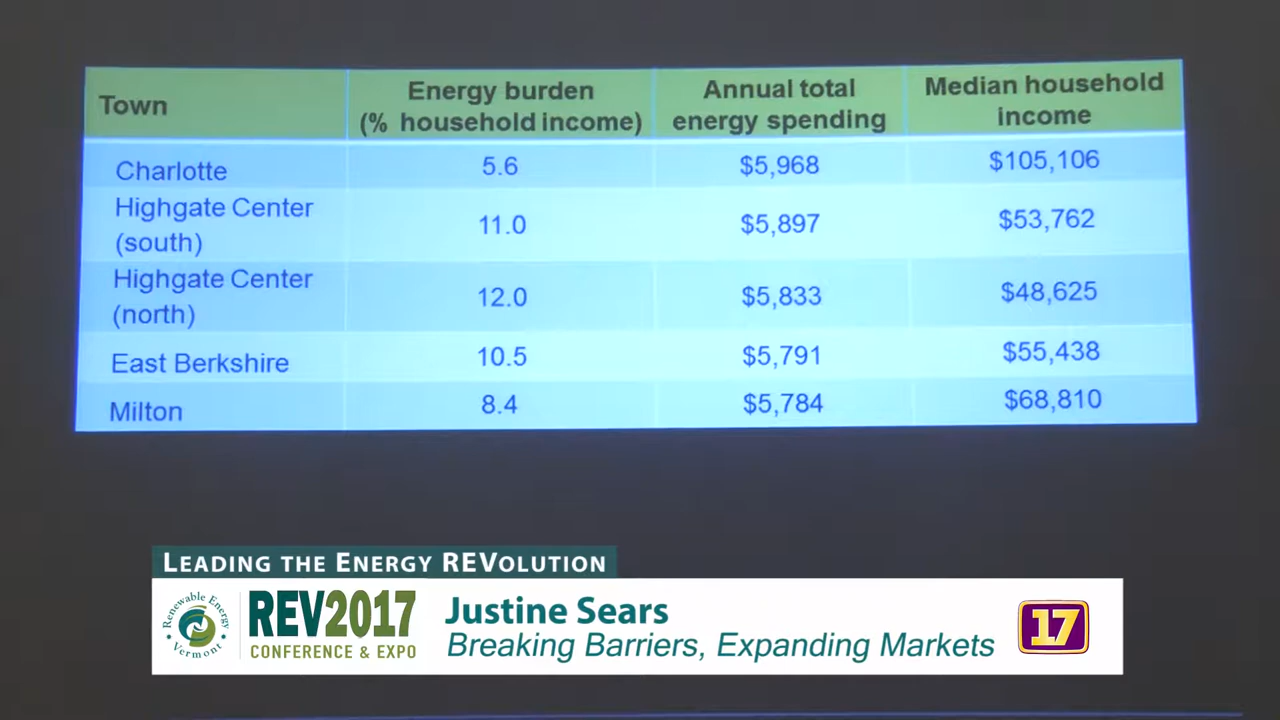 Town Energy burden (% household income) Annual total energy spending Median household income
Charlotte 5.6 $5,968 $105,106
Highgate Center (south) 11.0 $5,897 $53,762
Highgate Center (north) 12.0 $5,833 $48,625
East Berkshire 10.5 $5,791 $55,438
Milton 8.4 $5,784 $68,810
LEADING THE ENERGY REVOLUTION
Renewable Energy Vermont
REV2017
CONFERENCE & EXPO
Justine Sears
Breaking Barriers, Expanding Markets
17